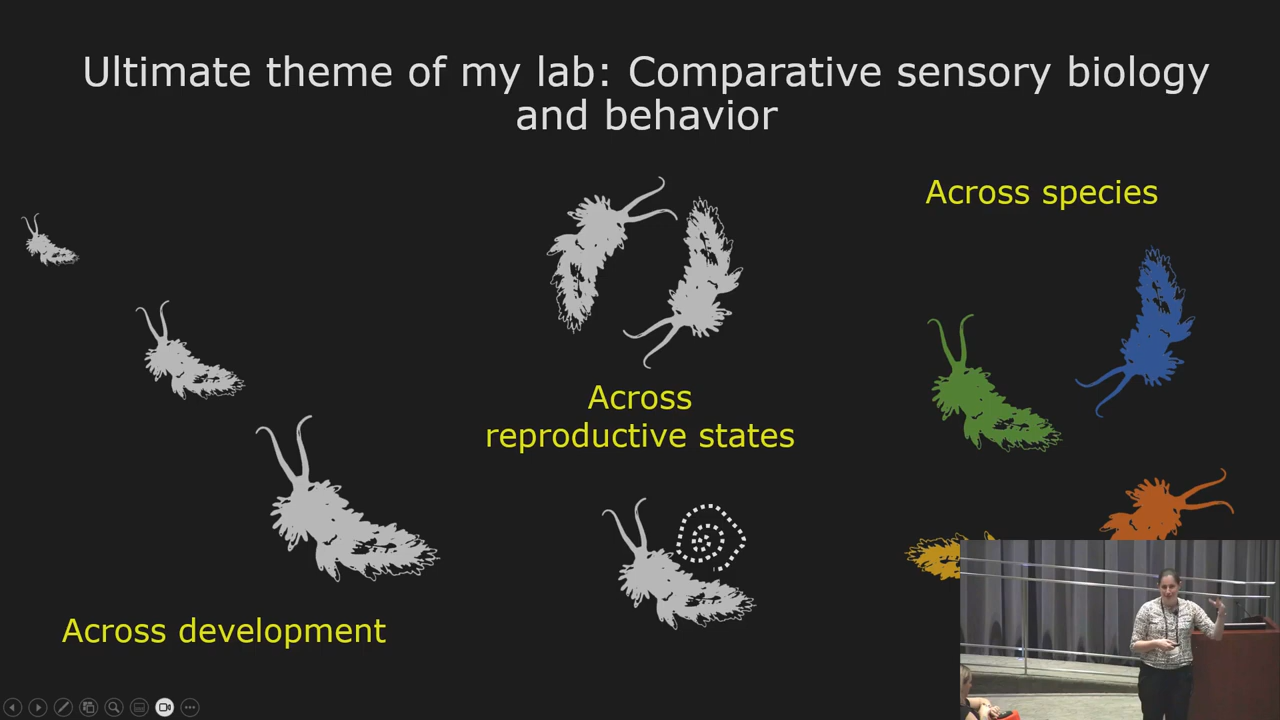 Ultimate theme of my lab: Comparative sensory biology
and behavior
Across species
Across
reproductive states
Across development